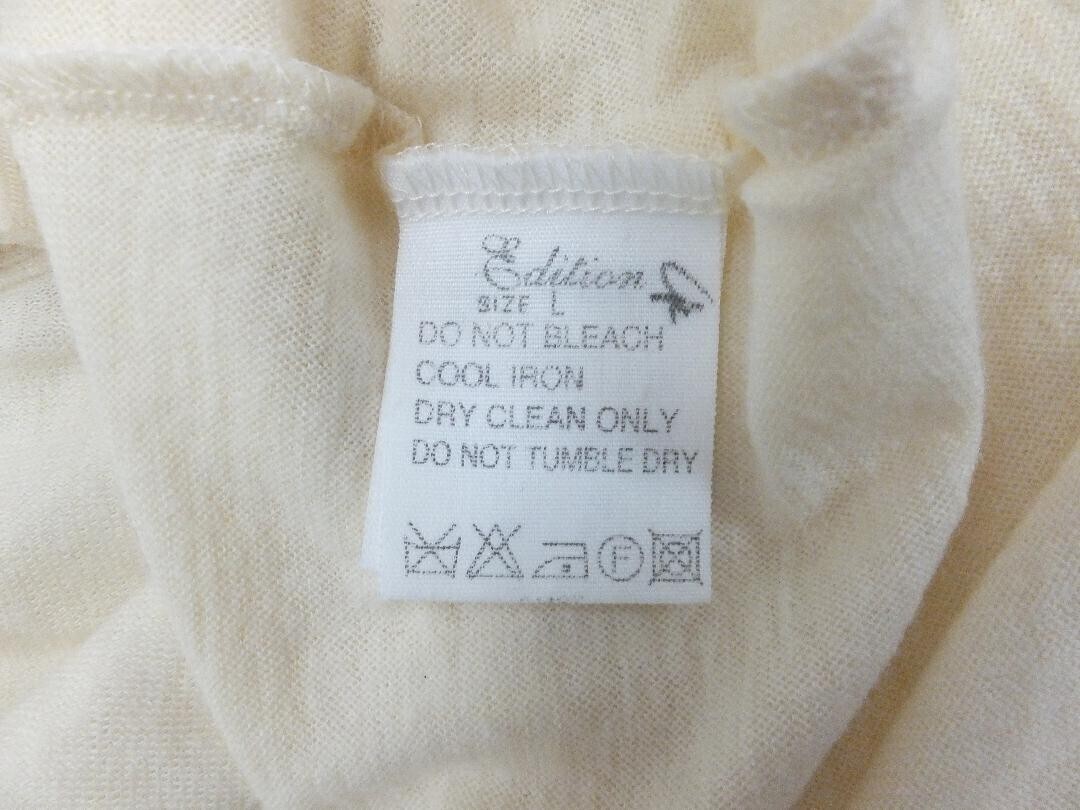 Edition
SIZE L
DO NOT BLEACH
COOL IRON
DRY CLEAN ONLY
DO NOT TUMBLE DRY
F